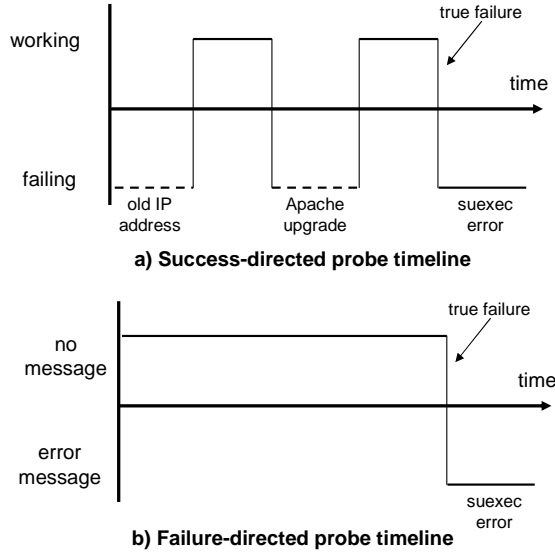 true failure
working
time
failing
old IP
address
Apache
upgrade
suexec
error
a) Success-directed probe timeline
true failure
no
message
time
error
message
suexec
error
b) Failure-directed probe timeline